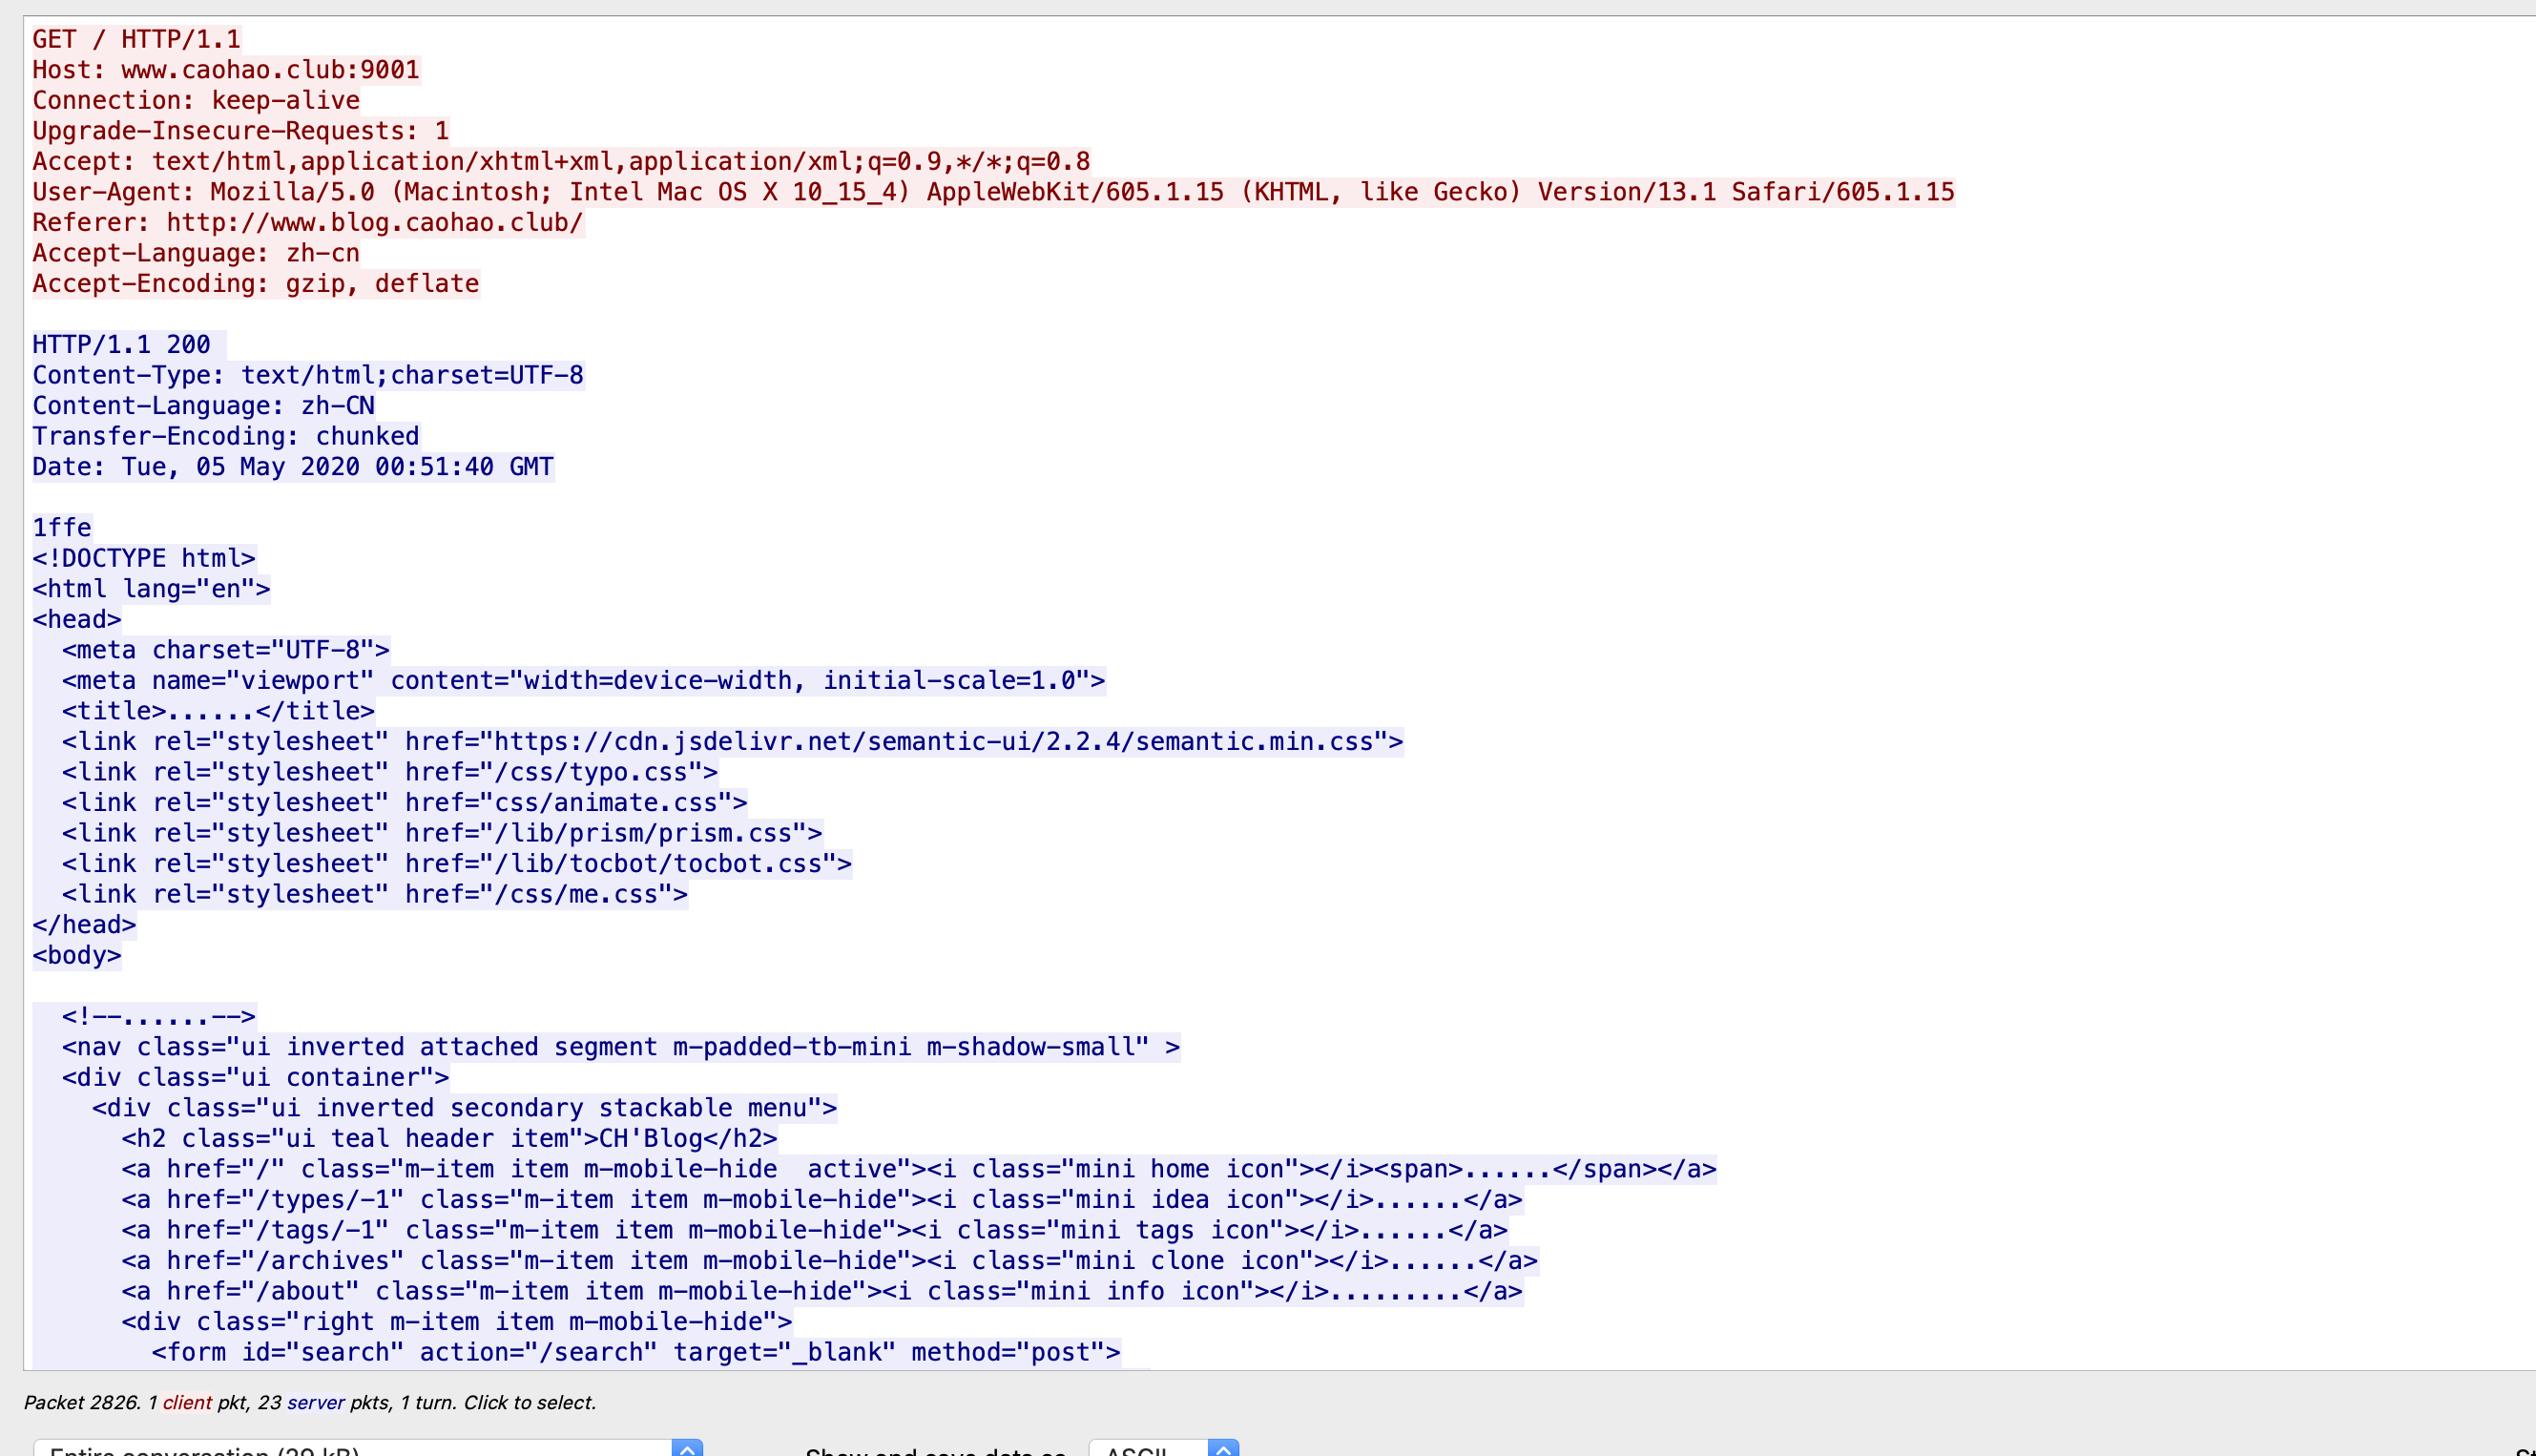 GET / HTTP/1.1
Host: www.caohao.club:9001
Connection: keep-alive
Upgrade-Insecure-Requests: 1
Accept: text/html,application/xhtml+xml,application/xml;q=0.9,*/*;q=0.8
User-Agent: Mozilla/5.0 (Macintosh; Intel Mac OS X 10_15_4) AppleWebKit/605.1.15 (KHTML, like Gecko) Version/13.1 Safari/605.1.15
Referer: http://www.blog.caohao.club/
Accept-Language: zh-cn
Accept-Encoding: gzip, deflate

HTTP/1.1 200
Content-Type: text/html;charset=UTF-8
Content-Language: zh-CN
Transfer-Encoding: chunked
Date: Tue, 05 May 2020 00:51:40 GMT

1ffe
<!DOCTYPE html>
<html lang="en">
<head>
  <meta charset="UTF-8">
  <meta name="viewport" content="width=device-width, initial-scale=1.0">
  <title>......</title>
  <link rel="stylesheet" href="https://cdn.jsdelivr.net/semantic-ui/2.2.4/semantic.min.css">
  <link rel="stylesheet" href="/css/typo.css">
  <link rel="stylesheet" href="css/animate.css">
  <link rel="stylesheet" href="/lib/prism/prism.css">
  <link rel="stylesheet" href="/lib/tocbot/tocbot.css">
  <link rel="stylesheet" href="/css/me.css">
</head>
<body>

  <!--......-->
  <nav class="ui inverted attached segment m-padded-tb-mini m-shadow-small" >
  <div class="ui container">
    <div class="ui inverted secondary stackable menu">
      <h2 class="ui teal header item">CH'Blog</h2>
      <a href="/" class="m-item item m-mobile-hide  active"><i class="mini home icon"></i><span>......</span></a>
      <a href="/types/-1" class="m-item item m-mobile-hide"><i class="mini idea icon"></i>......</a>
      <a href="/tags/-1" class="m-item item m-mobile-hide"><i class="mini tags icon"></i>......</a>
      <a href="/archives" class="m-item item m-mobile-hide"><i class="mini clone icon"></i>......</a>
      <a href="/about" class="m-item item m-mobile-hide"><i class="mini info icon"></i>.........</a>
      <div class="right m-item item m-mobile-hide">
        <form id="search" action="/search" target="_blank" method="post">
Packet 2826. 1 client pkt, 23 server pkts, 1 turn. Click to select.
Entire conversation (29 kB) Show and save data as ASCII